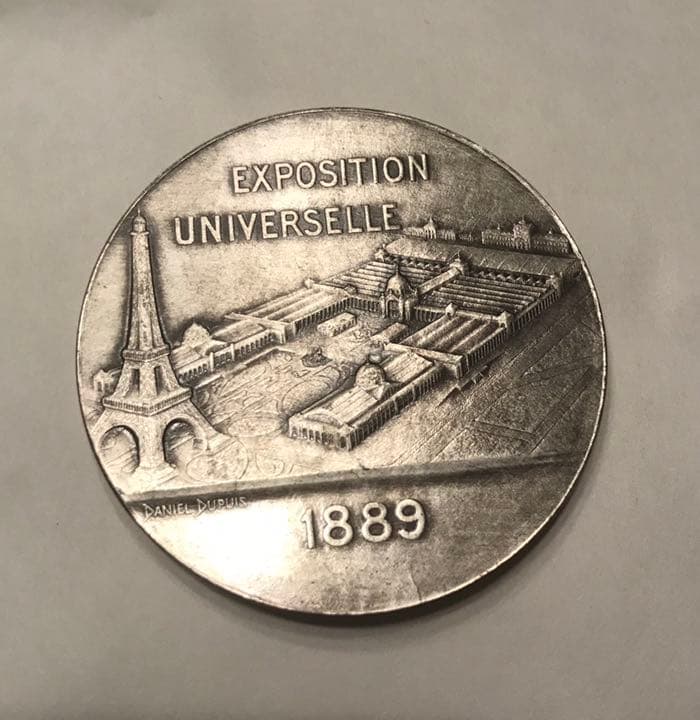 EXPOSITION
UNIVERSELLE
DANIEL DUPUIS
1889